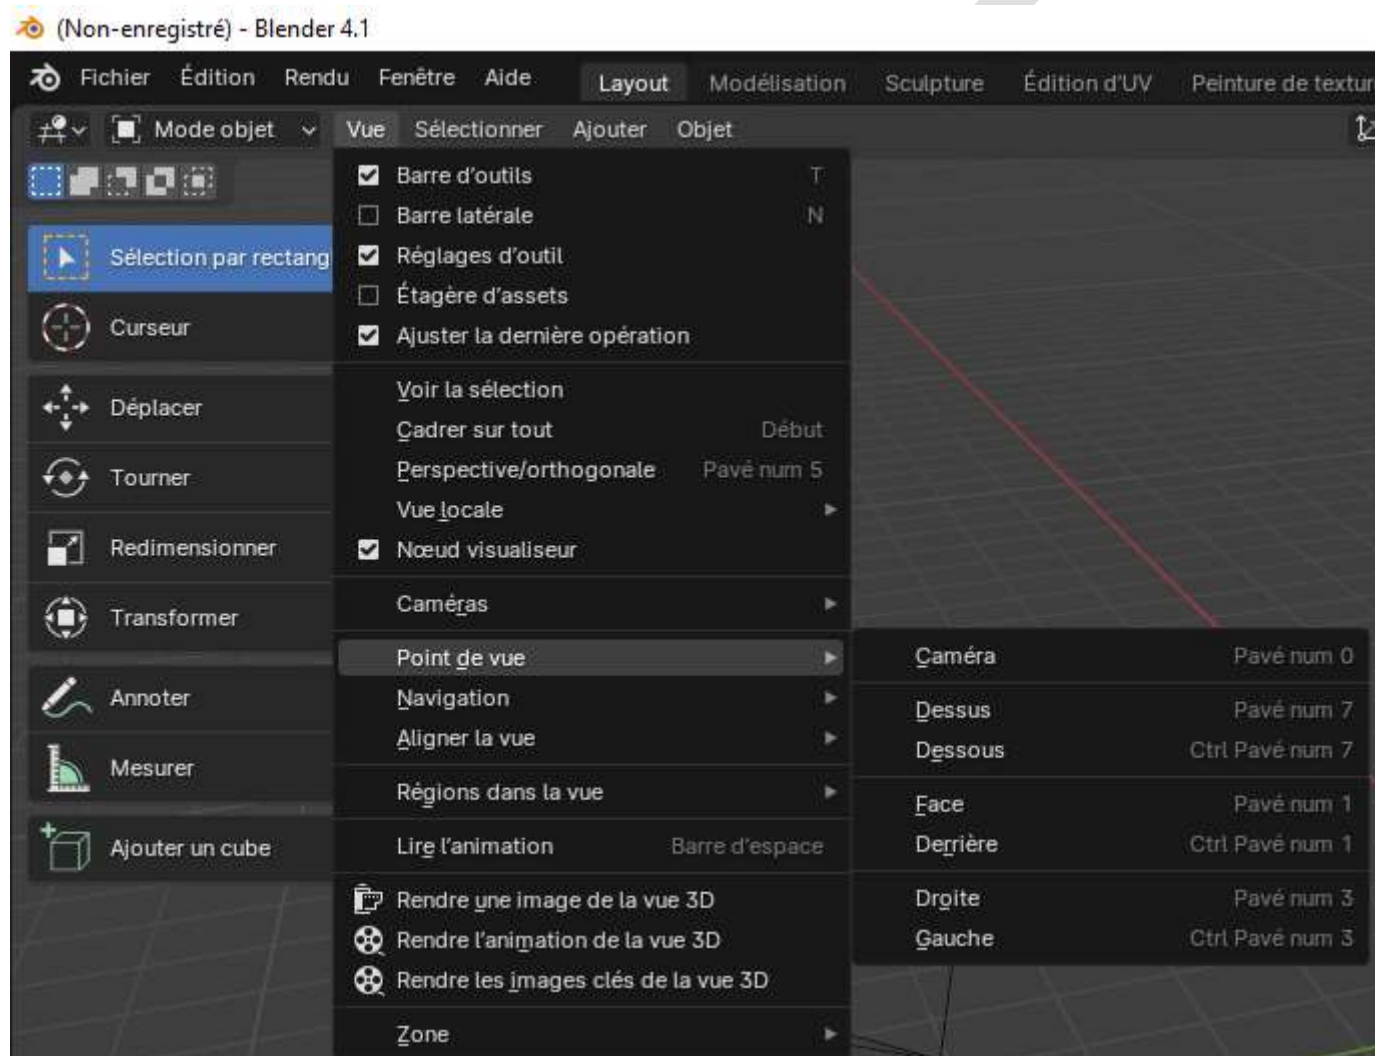 (Non-enregistré) - Blender 4.1
Fichier Édition Rendu Fenêtre Aide Layout Modélisation Sculpture Édition d'UV Peinture de
Mode objet Vue Sélectionner Ajouter Objet
Barre d'outils T
Barre latérale N
Sélection par
Réglages d'outil
Étagère d'assets
Curseur
Ajuster la dernière opération
Voir la sélection
Déplacer
Cadrer sur tout Début
Perspective/orthogonale Pavé num 5
Tourner
Vue locale
Redimensionner
Nœud visualiseur
Caméras
Transformer
Point de vue
Caméra Pavé num 0
Annoter
Navigation
Dessus Pavé num 7
Aligner la vue
Dessous Ctrl Pavé num 7
Mesurer
Régions dans la vue
Face Pavé num 1
Ajouter un cube
Lire l'animation Barre d'espace
Derrière Ctrl Pavé num 1
Rendre une image de la vue 3D
Droite Pavé num 3
Rendre l'animation de la vue 3D
Gauche Ctrl Pavé num 3
Rendre les images clés de la vue 3D
Zone